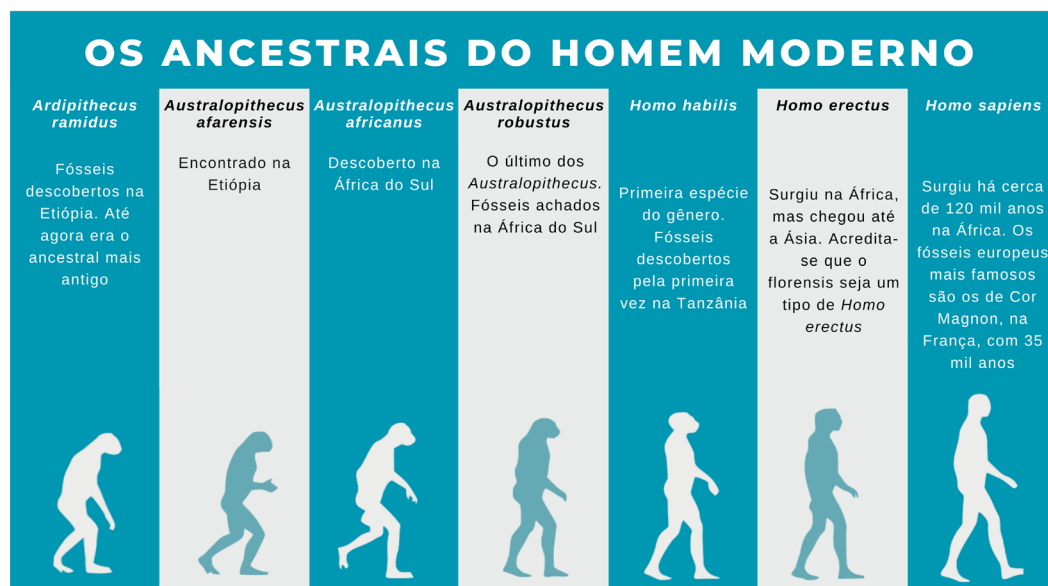 OS ANCESTRAIS DO HOMEM MODERNO
Ardipithecus
ramidus
Fósseis
descobertos na
Etiópia. Até
agora era o
ancestral mais
antigo
Australopithecus
afarensis
Encontrado na
Etiópia
Australopithecus
africanus
Descoberto na
África do Sul
Australopithecus
robustus
O último dos
Australopithecus.
Fósseis achados
na África do Sul
Homo habilis
Primeira espécie
do gênero.
Fósseis
descobertos
pela primeira
vez na Tanzânia
Homo erectus
Surgiu na África,
mas chegou até
a Ásia. Acredita-
se que o
florensis seja um
tipo de Homo
erectus
Homo sapiens
Surgiu há cerca
de 120 mil anos
na África. Os
fósseis europeus
mais famosos
são os de Cor
Magnon, na
França, com 35
mil anos